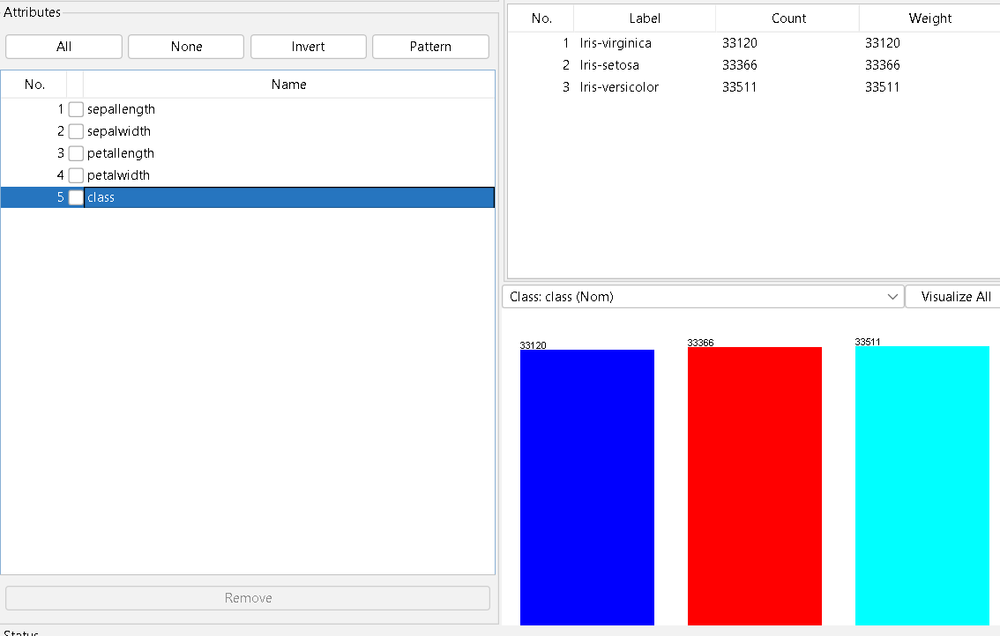 Attributes
All None Invert Pattern
No. Name
1 sepallength
2 sepalwidth
3 petallength
4 petalwidth
5 class
Remove
Status
No. Label Count Weight
1 Iris-virginica 33120 33120
2 Iris-setosa 33366 33366
3 Iris-versicolor 33511 33511
Class: class (Nom) Visualize All
33120 33366 33511